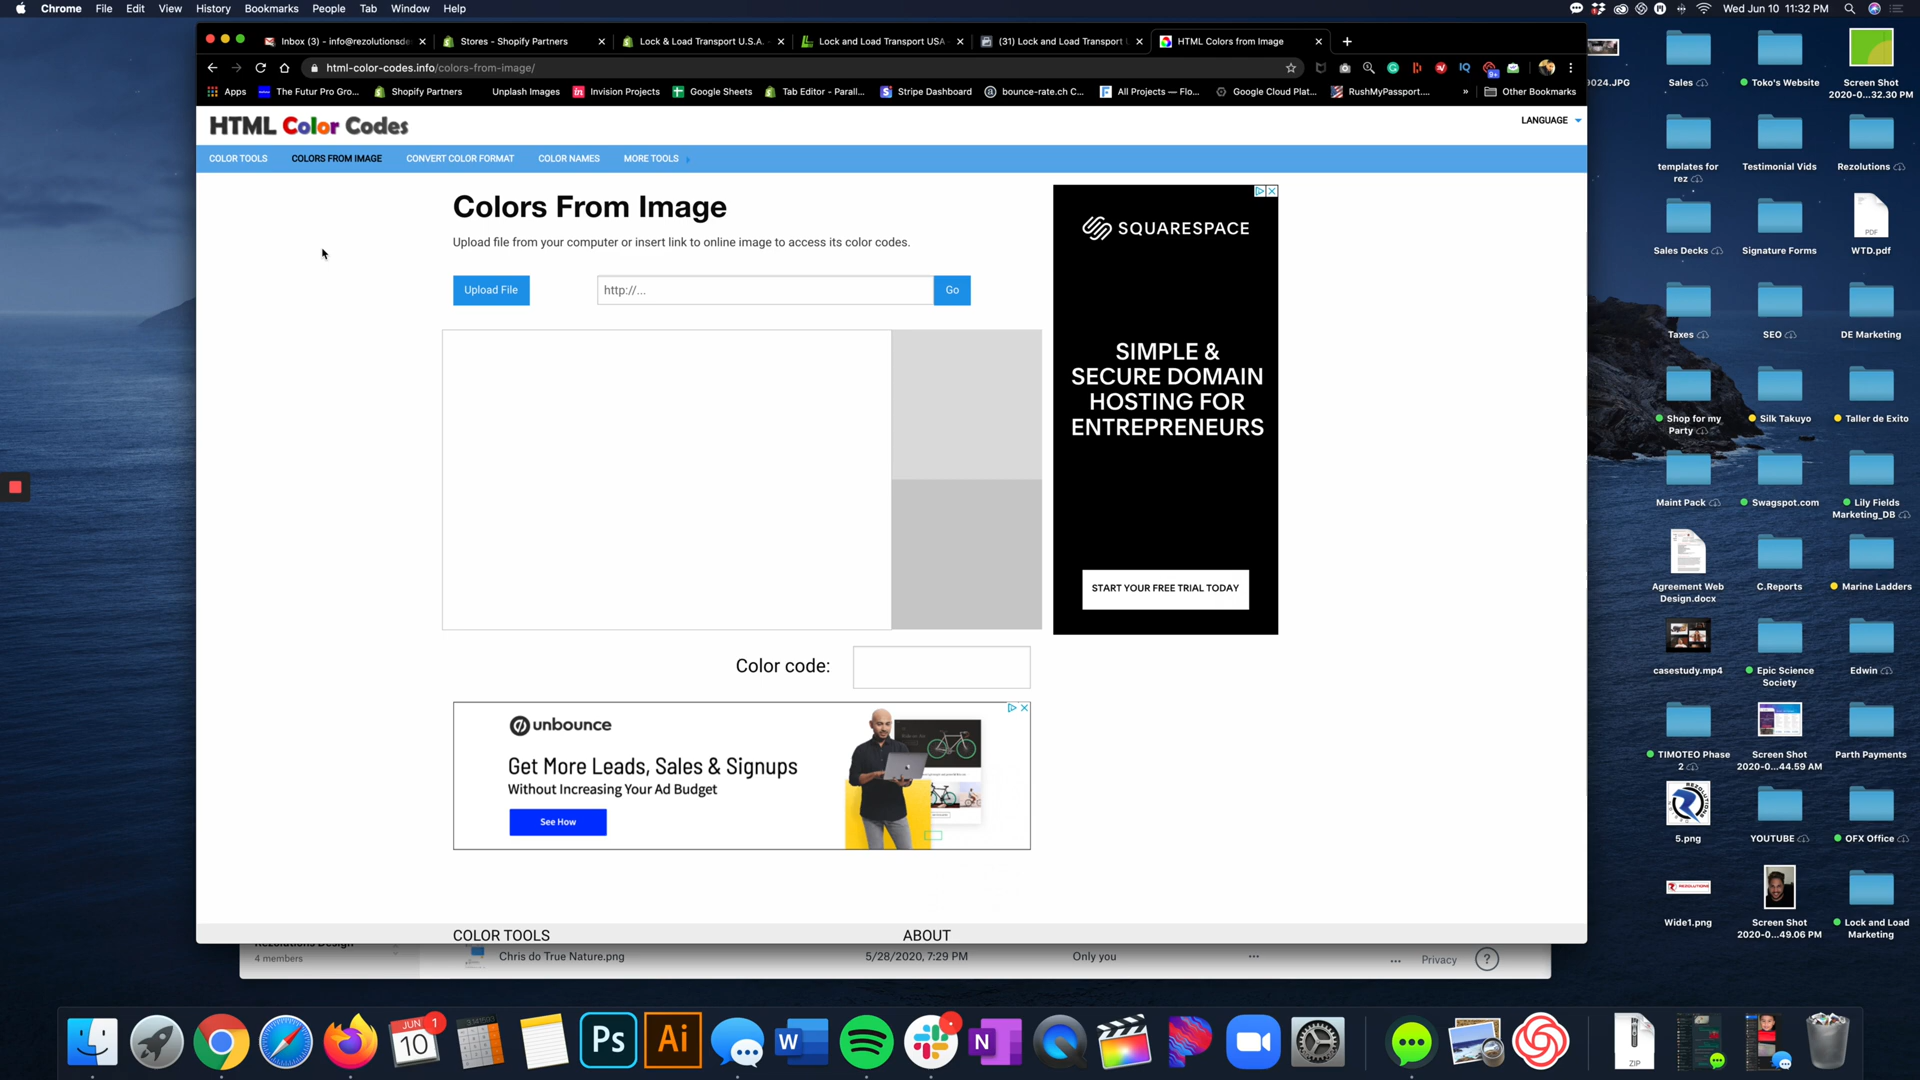 Chrome File Edit View History Bookmarks People Tab Window Help
Wed Jun 10 11:32 PM
Inbox (3) - info@rezolutionsde
Stores - Shopify Partners
Lock & Load Transport U.S.A. -
Lock and Load Transport USA -
(31) Lock and Load Transport
HTML Colors from Image
html-color-codes.info/colors-from-image/
9+
Apps
The Futur Pro Gro...
Shopify Partners
Unplash Images
Invision Projects
Google Sheets
Tab Editor - Parall...
Stripe Dashboard
bounce-rate.ch C...
All Projects — Flo...
Google Cloud Plat...
RushMyPassport....
»
Other Bookmarks
HTML Color Codes
LANGUAGE
COLOR TOOLS
COLORS FROM IMAGE
CONVERT COLOR FORMAT
COLOR NAMES
MORE TOOLS
Colors From Image
Upload file from your computer or insert link to online image to access its color codes.
Upload File
http://...
Go
Color code:
SQUARESPACE
SIMPLE &
SECURE DOMAIN
HOSTING FOR
ENTREPRENEURS
START YOUR FREE TRIAL TODAY
unbounce
Get More Leads, Sales & Signups
Without Increasing Your Ad Budget
See How
COLOR TOOLS
ABOUT
4 members
Chris do True Nature.png
5/28/2020, 7:29 PM
Only you
...
...
Privacy
?
9024.JPG
Sales
Toko's Website
Screen Shot
2020-0...32.30 PM
templates for
rez
Testimonial Vids
Rezolutions
Sales Decks
Signature Forms
PDF
WTD.pdf
Taxes
SEO
DE Marketing
Shop for my
Party
Silk Takuyo
Taller de Exito
Maint Pack
Swagspot.com
Lily Fields
Marketing_DB
Agreement Web
Design.docx
C.Reports
Marine Ladders
casestudy.mp4
Epic Science
Society
Edwin
TIMOTEO Phase
2
Screen Shot
2020-0...44.59 AM
Parth Payments
5.png
YOUTUBE
OFX Office
REZOLUTIONS
Wide1.png
Screen Shot
2020-0...49.06 PM
Lock and Load
Marketing
JUN
10
1
Ps
Ai
W
N
ZIP